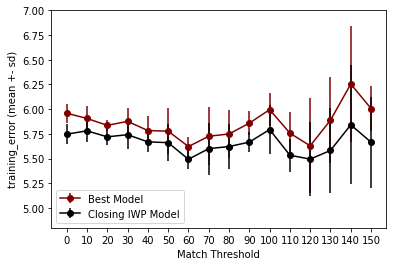 7.00
6.75
6.50
6.25
6.00
5.75
5.50
5.25
5.00
training_error (mean +- sd)
Best Model
Closing IWP Model
0 10 20 30 40 50 60 70 80 90 100 110 120 130 140 150
Match Threshold